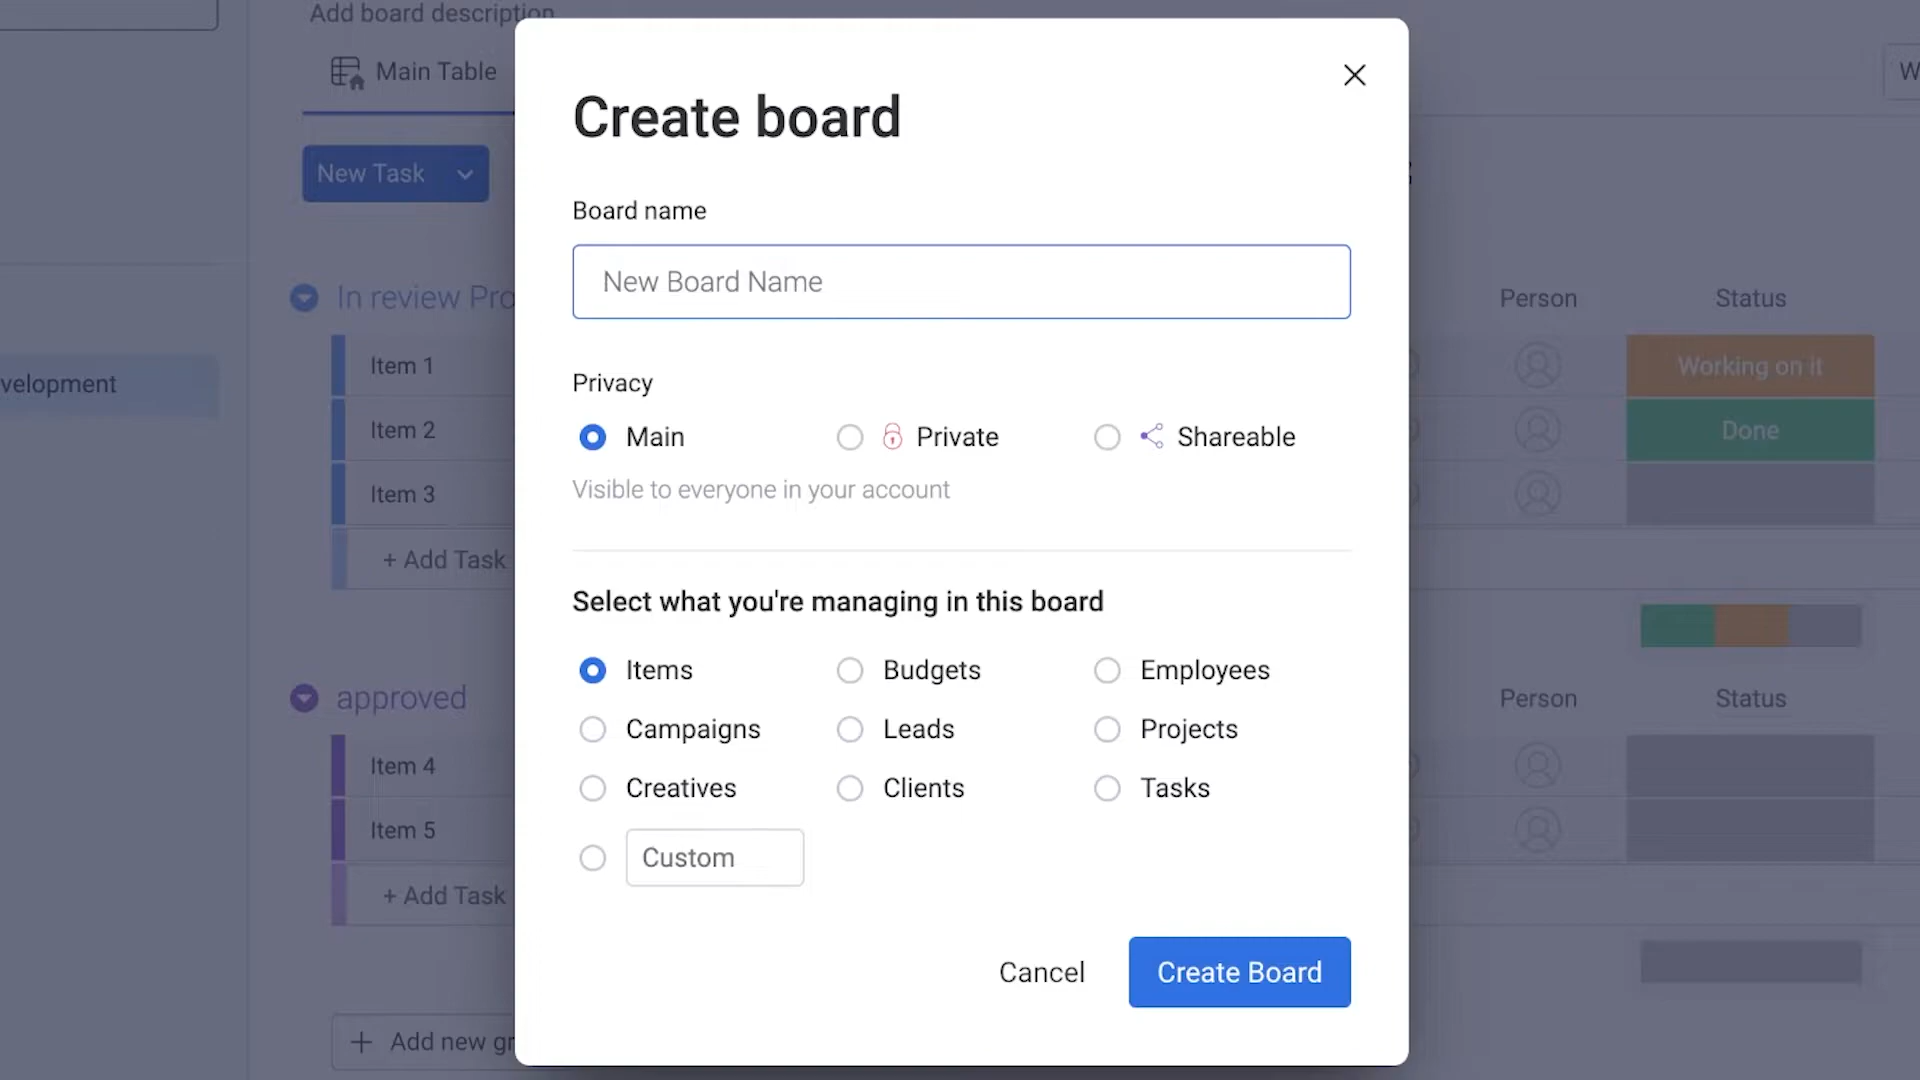 Add board description
Main Table
W
New Task
In review Pro
Person
Status
Item 1
Working on it
velopment
Item 2
Done
Item 3
+ Add Task
approved
Person
Status
Item 4
Item 5
+ Add Task
+ Add new gr
Create board
Board name
New Board Name
Privacy
Main
Private
Shareable
Visible to everyone in your account
Select what you're managing in this board
Items
Budgets
Employees
Campaigns
Leads
Projects
Creatives
Clients
Tasks
Custom
Cancel
Create Board